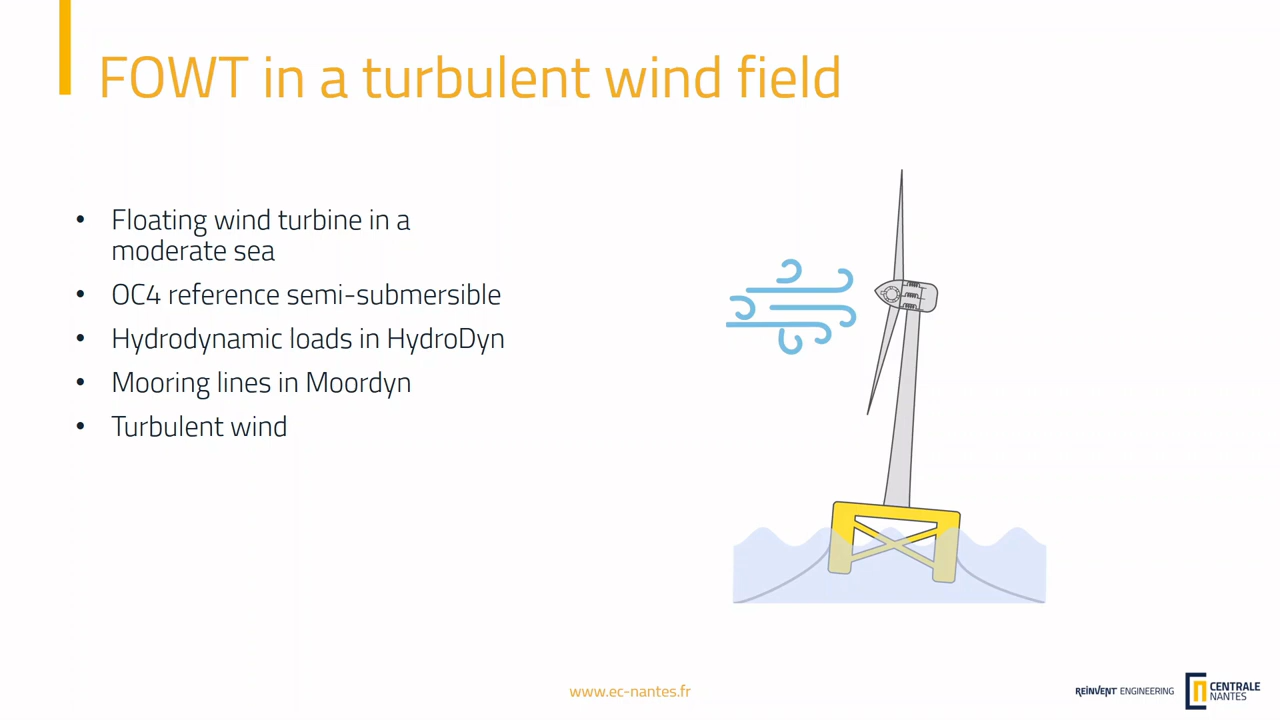 FOWT in a turbulent wind field
• Floating wind turbine in a
moderate sea
• OC4 reference semi-submersible
• Hydrodynamic loads in HydroDyn
• Mooring lines in Moordyn
• Turbulent wind
www.ec-nantes.fr
REINVENT ENGINEERING
CENTRALE
NANTES